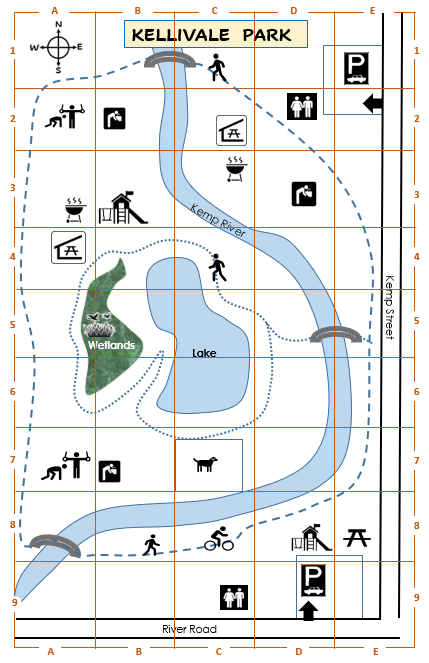 KELLIVALE PARK
A B C D E
N
W E
S
1 1
P
2 2
3 3
Kemp River
4 4
Kemp Street
5 5
Wetlands
Lake
6 6
7 7
8 8
P
9 9
River Road
A B C D E